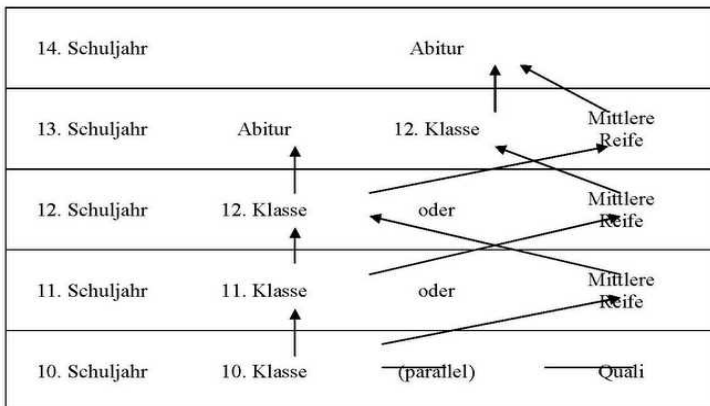 14. Schuljahr Abitur
13. Schuljahr Abitur 12. Klasse Mittlere
Reife
12. Schuljahr 12. Klasse oder Mittlere
Reife
11. Schuljahr 11. Klasse oder Mittlere
Reife
10. Schuljahr 10. Klasse (parallel) Quali